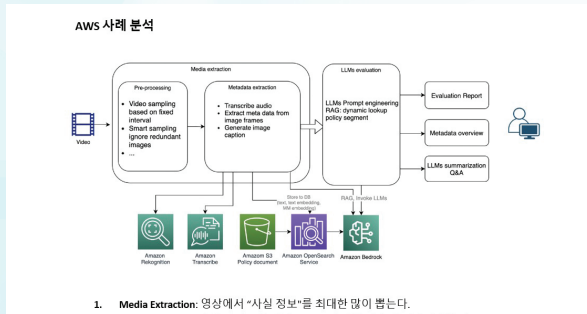 AWS 사례 분석
Media extraction
LLMs evaluation
Pre-processing
Metadata extraction
• Video sampling
based on fixed
interval
• Smart sampling
ignore redundant
images
• ...
• Transcribe audio
• Extract meta data from
image frames
• Generate image
caption
LLMs Prompt engineering
RAG: dynamic lookup
policy segment
Evaluation Report
Metadata overview
LLMs summarization
Q&A
Video
Store to DB
(text, text embedding,
MM embedding)
RAG, Invoke LLMs
Amazon
Rekognition
Amazon
Transcribe
Amazom S3
Policy document
Amazon OpenSearch
Service
Amazon Bedrock
1. Media Extraction: 영상에서 “사실 정보"를 최대한 많이 뽑는다.